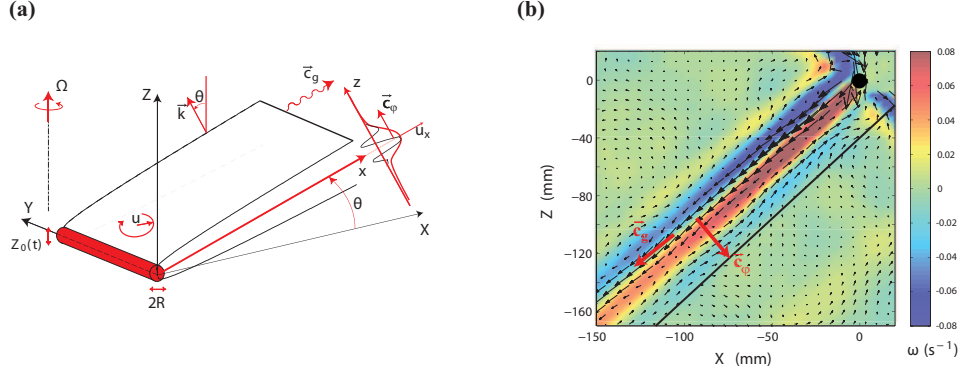 (a)
Ω
Z
k
θ
c_g
z
c_φ
u_x
x
θ
X
Y
u
Z_0(t)
2R
(b)
0
-40
-80
-120
-160
Z (mm)
c_g
c_φ
-150
-100
-50
0
X (mm)
0.08
0.06
0.04
0.02
0
-0.02
-0.04
-0.06
-0.08
ω (s⁻¹)